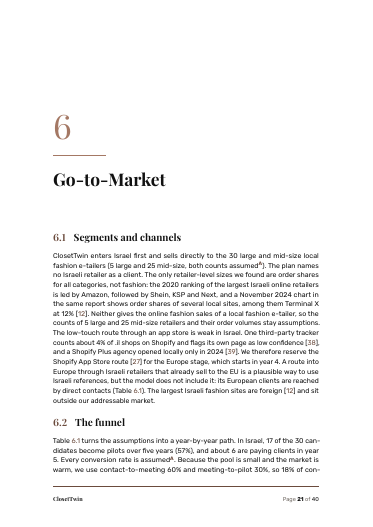 6
Go-to-Market
6.1 Segments and channels
ClosetTwin enters Israel first and sells directly to the 30 large and mid-size local
fashion e-tailers (5 large and 25 mid-size, both counts assumedᴬ). The plan names
no Israeli retailer as a client. The only retailer-level sizes we found are order shares
for all categories, not fashion: the 2020 ranking of the largest Israeli online retailers
is led by Amazon, followed by Shein, KSP and Next, and a November 2024 chart in
the same report shows order shares of several local sites, among them Terminal X
at 12% [12]. Neither gives the online fashion sales of a local fashion e-tailer, so the
counts of 5 large and 25 mid-size retailers and their order volumes stay assumptions.
The low-touch route through an app store is weak in Israel. One third-party tracker
counts about 4% of .il shops on Shopify and flags its own page as low confidence [38],
and a Shopify Plus agency opened locally only in 2024 [39]. We therefore reserve the
Shopify App Store route [27] for the Europe stage, which starts in year 4. A route into
Europe through Israeli retailers that already sell to the EU is a plausible way to use
Israeli references, but the model does not include it: its European clients are reached
by direct contacts (Table 6.1). The largest Israeli fashion sites are foreign [12] and sit
outside our addressable market.
6.2 The funnel
Table 6.1 turns the assumptions into a year-by-year path. In Israel, 17 of the 30 can-
didates become pilots over five years (57%), and about 6 are paying clients in year
5. Every conversion rate is assumedᴬ. Because the pool is small and the market is
warm, we use contact-to-meeting 60% and meeting-to-pilot 30%, so 18% of con-
ClosetTwin
Page 21 of 40